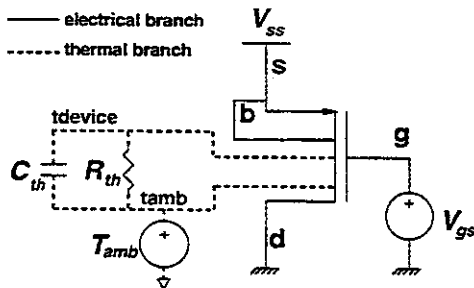 electrical branch
thermal branch
V_ss
s
tdevice
b
g
C_th
R_th
tamb
T_amb
+
d
+
V_gs